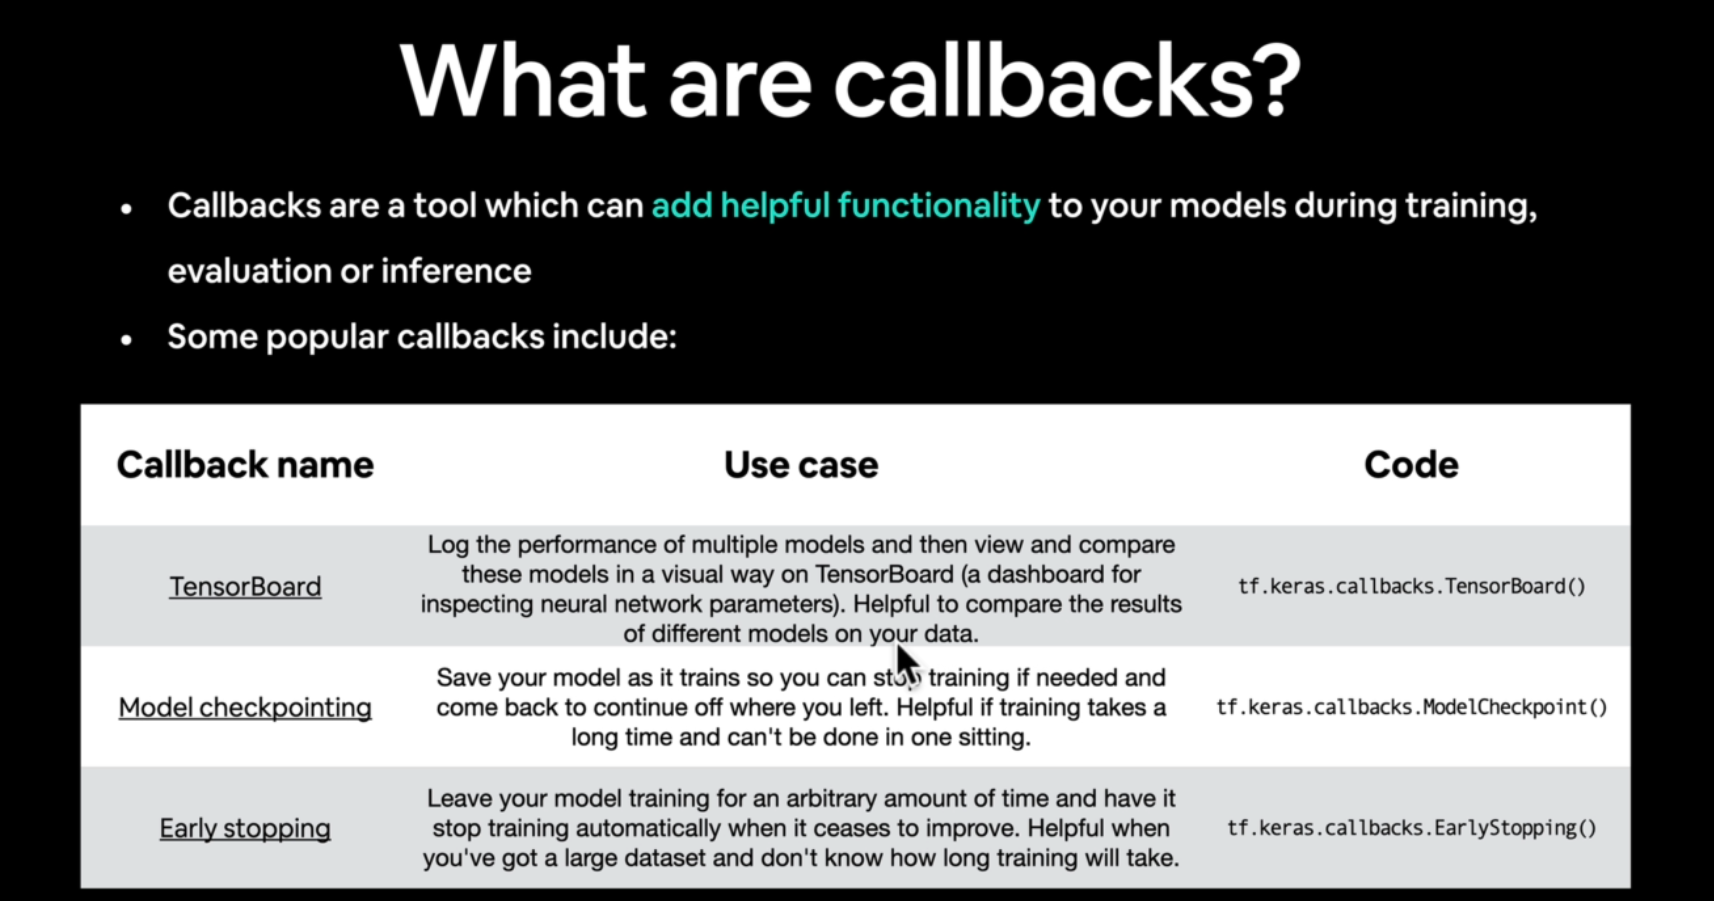 What are callbacks?
• Callbacks are a tool which can add helpful functionality to your models during training,
evaluation or inference
• Some popular callbacks include:
Callback name Use case Code
TensorBoard
Log the performance of multiple models and then view and compare
these models in a visual way on TensorBoard (a dashboard for
inspecting neural network parameters). Helpful to compare the results
of different models on your data.
tf.keras.callbacks.TensorBoard()
Model checkpointing
Save your model as it trains so you can stop training if needed and
come back to continue off where you left. Helpful if training takes a
long time and can't be done in one sitting.
tf.keras.callbacks.ModelCheckpoint()
Early stopping
Leave your model training for an arbitrary amount of time and have it
stop training automatically when it ceases to improve. Helpful when
you've got a large dataset and don't know how long training will take.
tf.keras.callbacks.EarlyStopping()